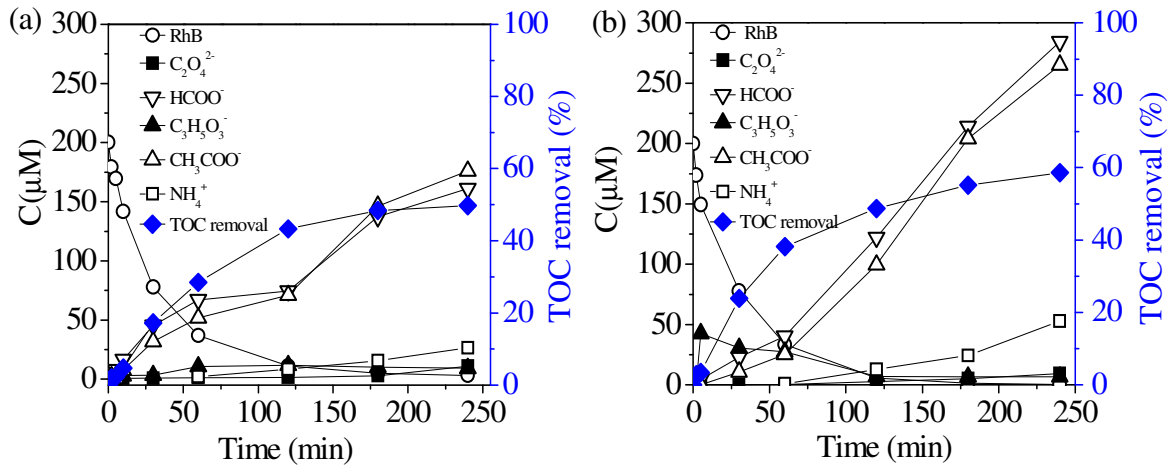 (a)
RhB
C₂O₄²⁻
HCOO⁻
C₃H₅O₃⁻
CH₃COO⁻
NH₄⁺
TOC removal
C(μM)
300
250
200
150
100
50
0
0 50 100 150 200 250
Time (min)
100
80
60
40
20
0
TOC removal (%)
(b)
RhB
C₂O₄²⁻
HCOO⁻
C₃H₅O₃⁻
CH₃COO⁻
NH₄⁺
TOC removal
C(μM)
300
250
200
150
100
50
0
0 50 100 150 200 250
Time (min)
100
80
60
40
20
0
TOC removal (%)